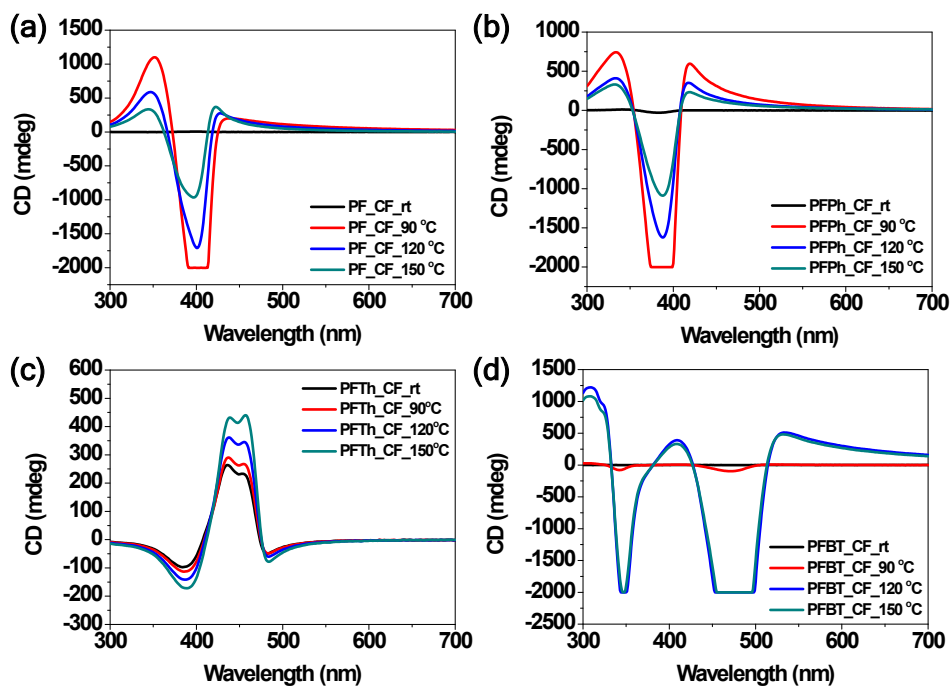 (a)
1500
1000
500
0
-500
-1000
-1500
-2000
CD (mdeg)
PF_CF_rt
PF_CF_90 °C
PF_CF_120 °C
PF_CF_150 °C
300 400 500 600 700
Wavelength (nm)
(b)
1000
750
500
250
0
-500
-1000
-1500
-2000
CD (mdeg)
PFPh_CF_rt
PFPh_CF_90 °C
PFPh_CF_120 °C
PFPh_CF_150 °C
300 400 500 600 700
Wavelength (nm)
(c)
600
500
400
300
200
100
0
-100
-200
-300
CD (mdeg)
PFTh_CF_rt
PFTh_CF_90°C
PFTh_CF_120°C
PFTh_CF_150°C
300 400 500 600 700
Wavelength (nm)
(d)
1500
1000
500
0
-500
-1000
-1500
-2000
-2500
CD (mdeg)
PFBT_CF_rt
PFBT_CF_90 °C
PFBT_CF_120 °C
PFBT_CF_150 °C
300 400 500 600 700
Wavelength (nm)